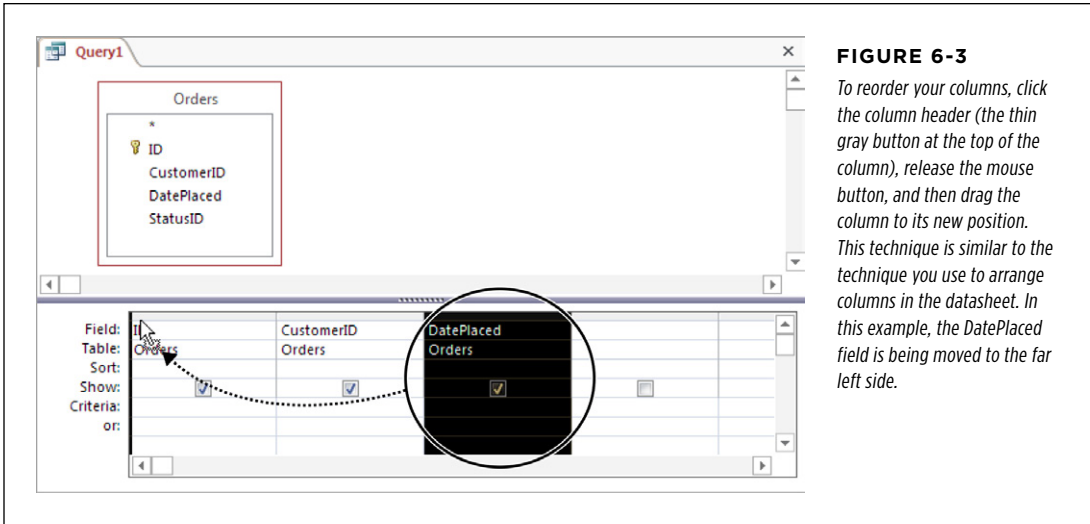 Query1
Orders
*
ID
CustomerID
DatePlaced
StatusID
Field: CustomerID DatePlaced
Table: Orders Orders Orders
Sort:
Show:
Criteria:
or:
FIGURE 6-3
To reorder your columns, click
the column header (the thin
gray button at the top of the
column), release the mouse
button, and then drag the
column to its new position.
This technique is similar to the
technique you use to arrange
columns in the datasheet. In
this example, the DatePlaced
field is being moved to the far
left side.